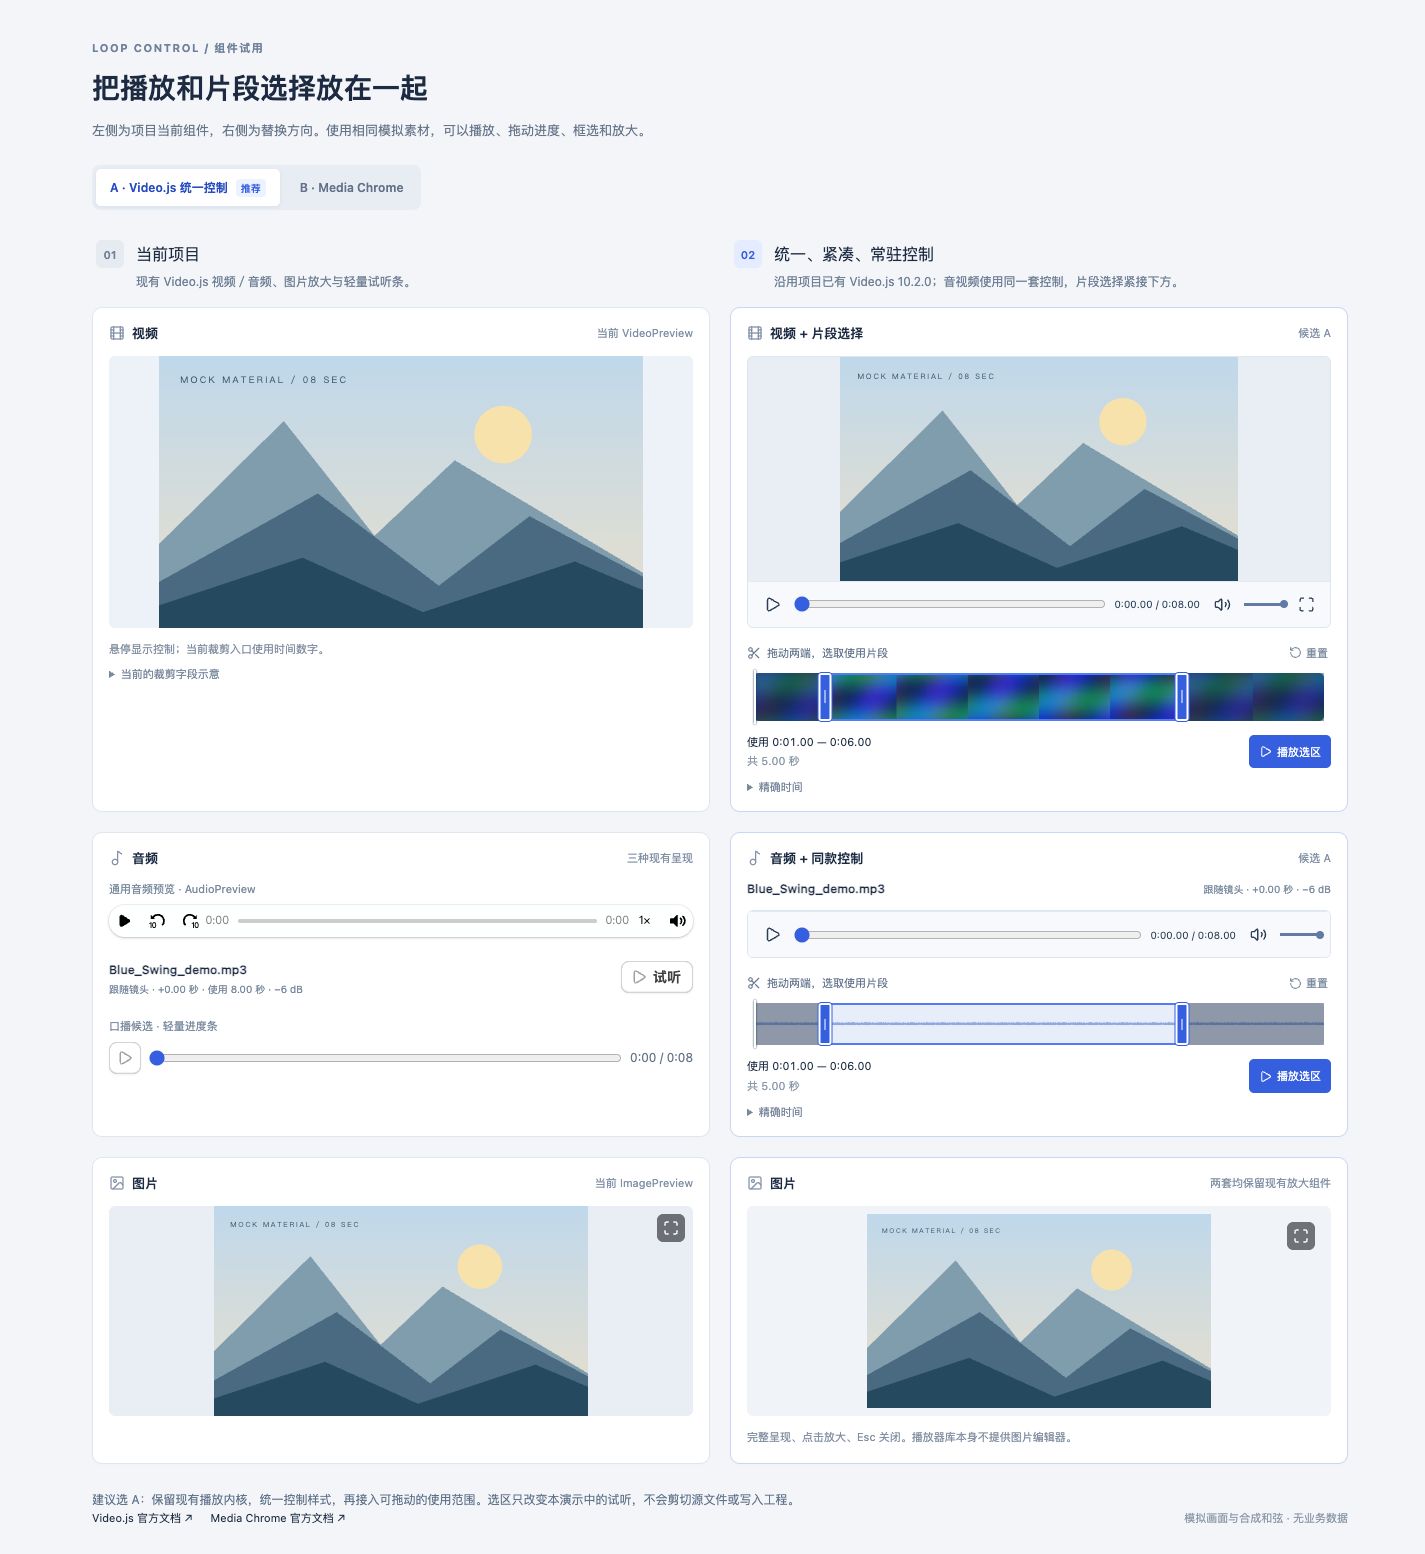 LOOP CONTROL / 组件试用
把播放和片段选择放在一起
左侧为项目当前组件，右侧为替换方向。使用相同模拟素材，可以播放、拖动进度、框选和放大。
A · Video.js 统一控制 推荐 B · Media Chrome
01 当前项目
现有 Video.js 视频 / 音频、图片放大与轻量试听条。
02 统一、紧凑、常驻控制
沿用项目已有 Video.js 10.2.0；音视频使用同一套控制，片段选择紧接下方。
视频 当前 VideoPreview
MOCK MATERIAL / 08 SEC
悬停显示控制；当前裁剪入口使用时间数字。
当前的裁剪字段示意
视频 + 片段选择 候选 A
MOCK MATERIAL / 08 SEC
0:00.00 / 0:08.00
拖动两端，选取使用片段 重置
使用 0:01.00 — 0:06.00
共 5.00 秒
播放选区
精确时间
音频 三种现有呈现
通用音频预览 · AudioPreview
10 10 0:00 0:00 1×
Blue_Swing_demo.mp3
跟随镜头 · +0.00 秒 · 使用 8.00 秒 · −6 dB
试听
口播候选 · 轻量进度条
0:00 / 0:08
音频 + 同款控制 候选 A
Blue_Swing_demo.mp3 跟随镜头 · +0.00 秒 · −6 dB
0:00.00 / 0:08.00
拖动两端，选取使用片段 重置
使用 0:01.00 — 0:06.00
共 5.00 秒
播放选区
精确时间
图片 当前 ImagePreview
MOCK MATERIAL / 08 SEC
图片 两套均保留现有放大组件
MOCK MATERIAL / 08 SEC
完整呈现、点击放大、Esc 关闭。播放器库本身不提供图片编辑器。
建议选 A：保留现有播放内核，统一控制样式，再接入可拖动的使用范围。选区只改变本演示中的试听，不会剪切源文件或写入工程。
Video.js 官方文档 ↗ Media Chrome 官方文档 ↗
模拟画面与合成和弦 · 无业务数据